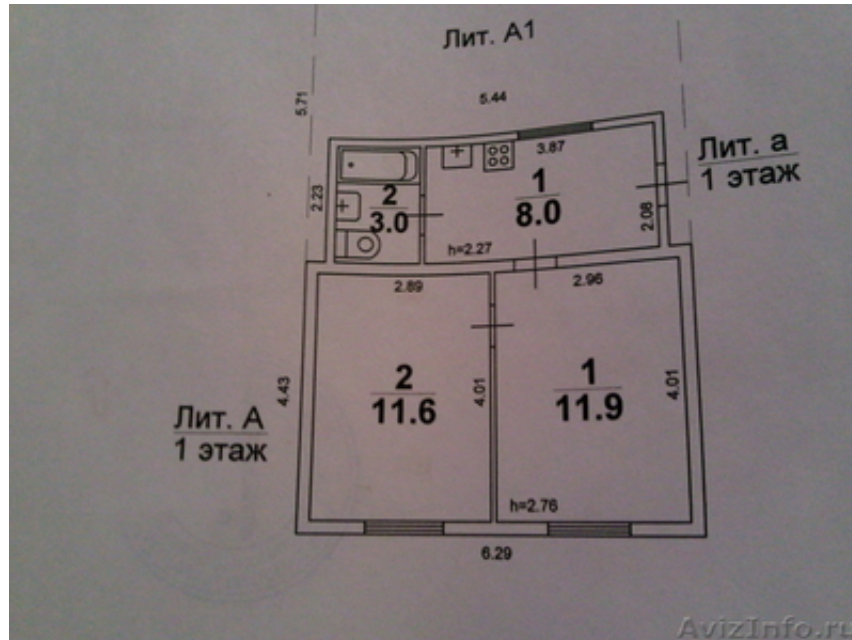 Лит. А1
5.71
5.44
3.87
Лит. а
1 этаж
2
3.0
1
8.0
2.23
2.08
h=2.27
2.89
2.96
4.43
2
11.6
4.01
1
11.9
4.01
Лит. А
1 этаж
h=2.76
6.29
AvizInfo.ru